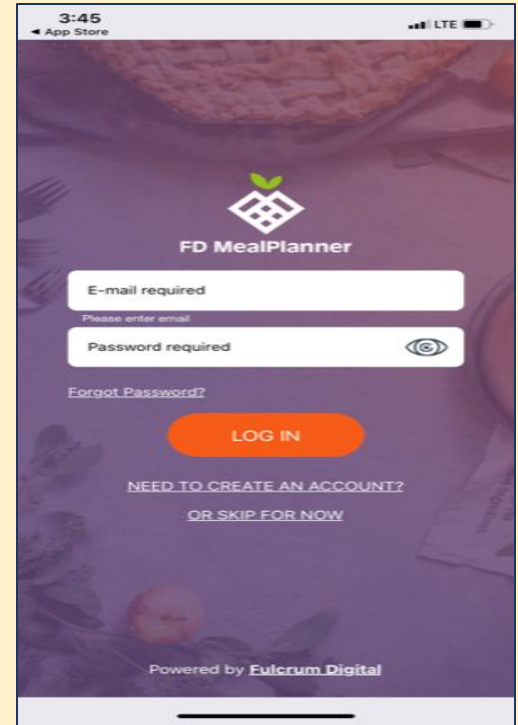 3:45
App Store
LTE
FD MealPlanner
E-mail required
Please enter email
Password required
Forgot Password?
LOG IN
NEED TO CREATE AN ACCOUNT?
OR SKIP FOR NOW
Powered by Fulcrum Digital